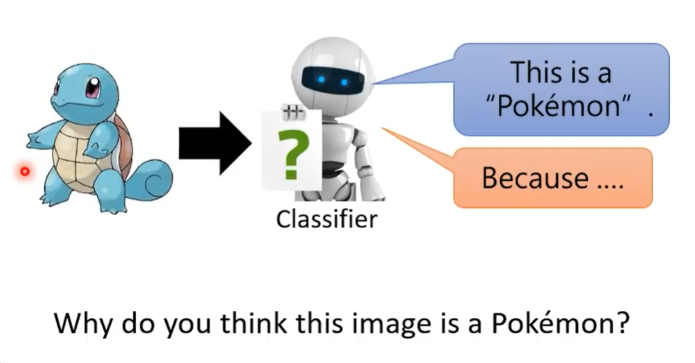 This is a
“Pokémon“ .
?
Because ....
Classifier
Why do you think this image is a Pokémon?